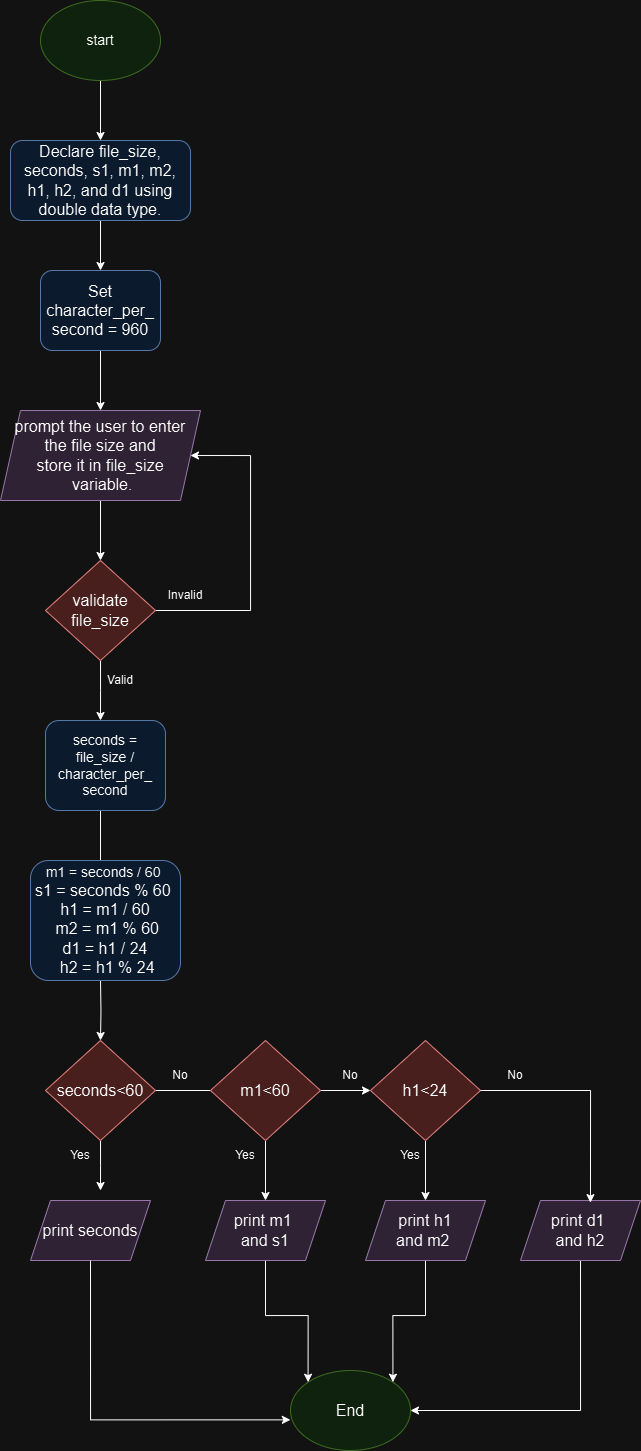 start
Declare file_size,
seconds, s1, m1, m2,
h1, h2, and d1 using
double data type.
Set
character_per_
second = 960
prompt the user to enter
the file size and
store it in file_size
variable.
validate
file_size
Invalid
Valid
seconds =
file_size /
character_per_
second
m1 = seconds / 60
s1 = seconds % 60
h1 = m1 / 60
m2 = m1 % 60
d1 = h1 / 24
h2 = h1 % 24
seconds<60
No
m1<60
No
h1<24
No
Yes
Yes
Yes
print seconds
print m1
and s1
print h1
and m2
print d1
and h2
End